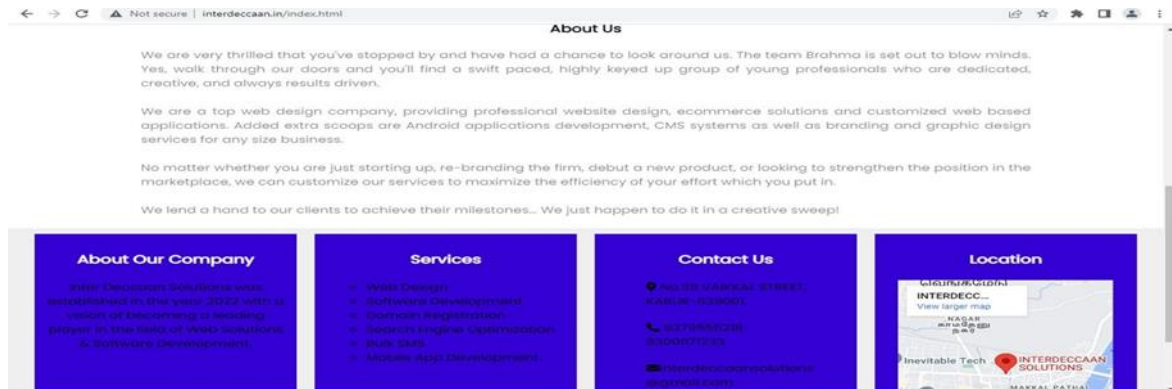 Not secure | interdeccaan.in/index.html
About Us
We are very thrilled that you've stopped by and have had a chance to look around us. The team Brahma is set out to blow minds.
Yes, walk through our doors and you'll find a swift paced, highly keyed up group of young professionals who are dedicated,
creative, and always results driven.
We are a top web design company, providing professional website design, ecommerce solutions and customized web based
applications. Added extra scoops are Android applications development, CMS systems as well as branding and graphic design
services for any size business.
No matter whether you are just starting up, re-branding the firm, debut a new product, or looking to strengthen the position in the
marketplace, we can customize our services to maximize the efficiency of your effort which you put in.
We lend a hand to our clients to achieve their milestones... We just happen to do it in a creative sweep!
About Our Company
Inter Deccaan Solutions was
established in the year 2022 with a
vision of becoming a leading
player in the field of Web Solutions
& Software Development.
Services
Web Design
Software Development
Domain Registration
Search Engine Optimization
Bulk SMS
Mobile App Development
Contact Us
STREET,
interdeccaansolutions
@gmail.com
Location
INTERDECC...
View larger map
NAGAR
நகர்
Inevitable Tech
INTERDECCAAN
SOLUTIONS
MAKKAL PATHAI